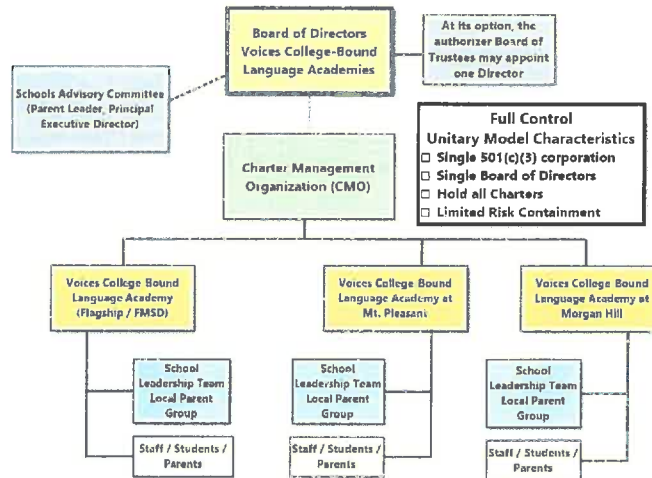 Board of Directors
Voices College-Bound
Language Academies
At its option, the
authorizer Board of
Trustees may appoint
one Director
Schools Advisory Committee
(Parent Leader, Principal
Executive Director)
Full Control
Unitary Model Characteristics
☐ Single 501(c)(3) corporation
☐ Single Board of Directors
☐ Hold all Charters
☐ Limited Risk Containment
Charter Management
Organization (CMO)
Voices College Bound
Language Academy
(Flagship / FMSD)
Voices College Bound
Language Academy at
Mt. Pleasant
Voices College Bound
Language Academy at
Morgan Hill
School
Leadership Team
Local Parent
Group
School
Leadership Team
Local Parent
Group
School
Leadership Team
Local Parent
Group
Staff / Students /
Parents
Staff / Students /
Parents
Staff / Students /
Parents